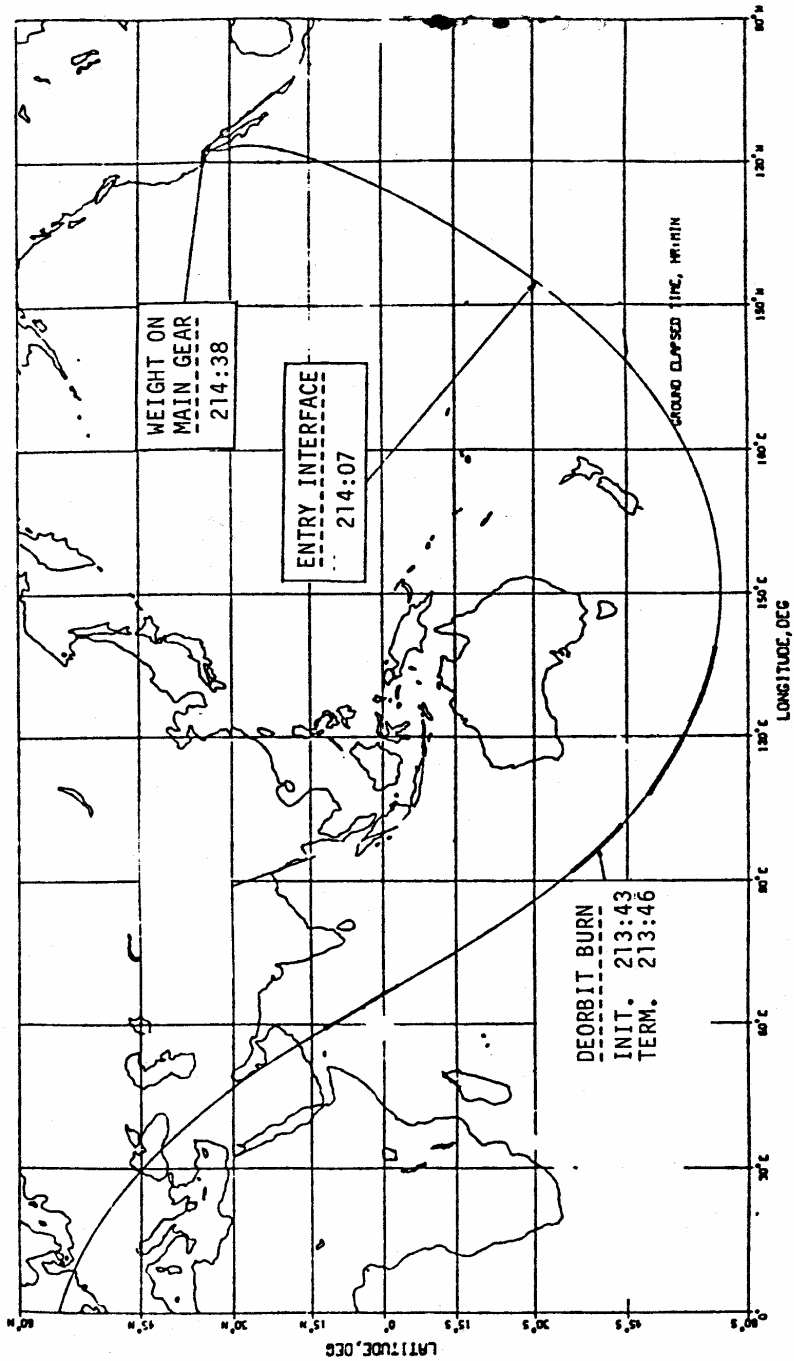 WEIGHT ON
MAIN GEAR
214:38
ENTRY INTERFACE
214:07
DEORBIT BURN
INIT. 213:43
TERM. 213:46
GROUND ELAPSED TIME, HR:MIN
LATITUDE, DEG
60°N
45°N
30°N
15°N
0
15°S
30°S
45°S
60°S
0°
30°E
60°E
90°E
120°E
150°E
180°E
150°W
120°W
90°W
LONGITUDE, DEG